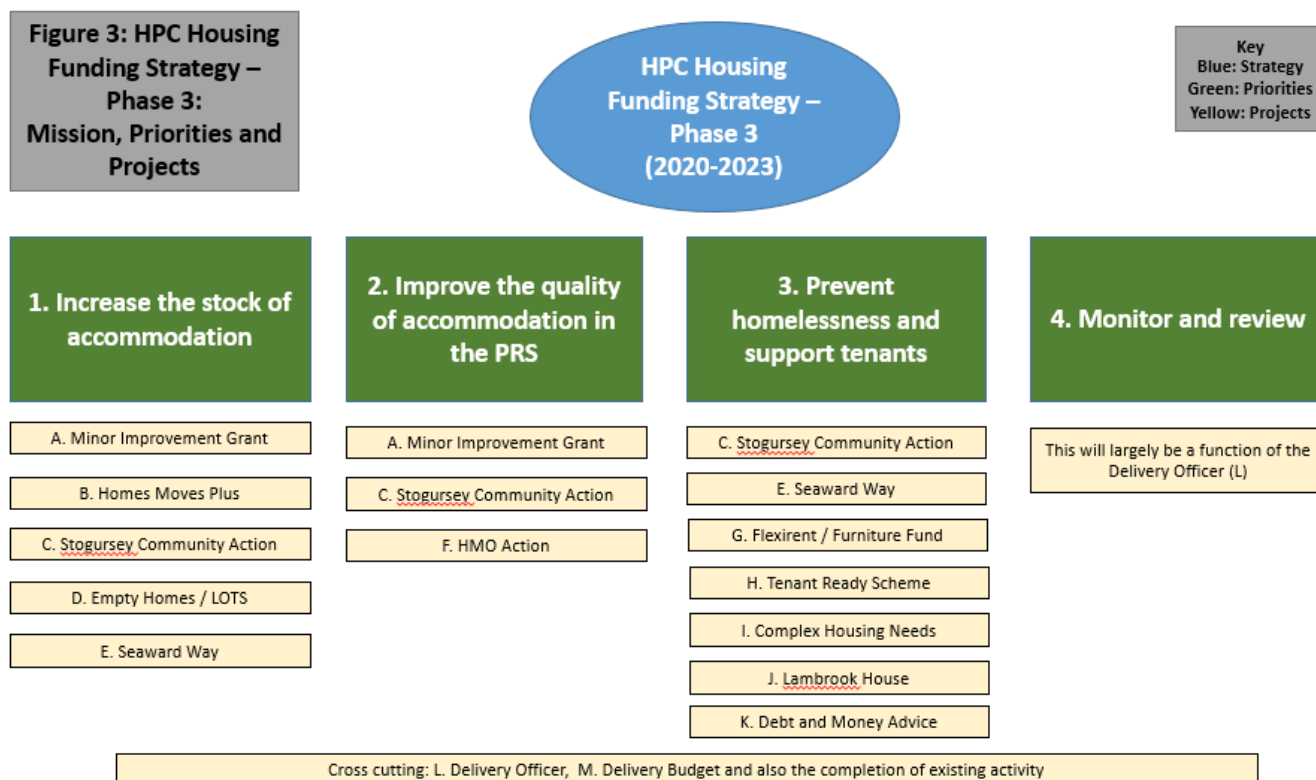 Figure 3: HPC Housing
Funding Strategy –
Phase 3:
Mission, Priorities and
Projects
HPC Housing
Funding Strategy –
Phase 3
(2020-2023)
Key
Blue: Strategy
Green: Priorities
Yellow: Projects
1. Increase the stock of
accommodation
A. Minor Improvement Grant
B. Homes Moves Plus
C. Stogursey Community Action
D. Empty Homes / LOTS
E. Seaward Way
2. Improve the quality
of accommodation in
the PRS
A. Minor Improvement Grant
C. Stogursey Community Action
F. HMO Action
3. Prevent
homelessness and
support tenants
C. Stogursey Community Action
E. Seaward Way
G. Flexirent / Furniture Fund
H. Tenant Ready Scheme
I. Complex Housing Needs
J. Lambrook House
K. Debt and Money Advice
4. Monitor and review
This will largely be a function of the
Delivery Officer (L)
Cross cutting: L. Delivery Officer, M. Delivery Budget and also the completion of existing activity